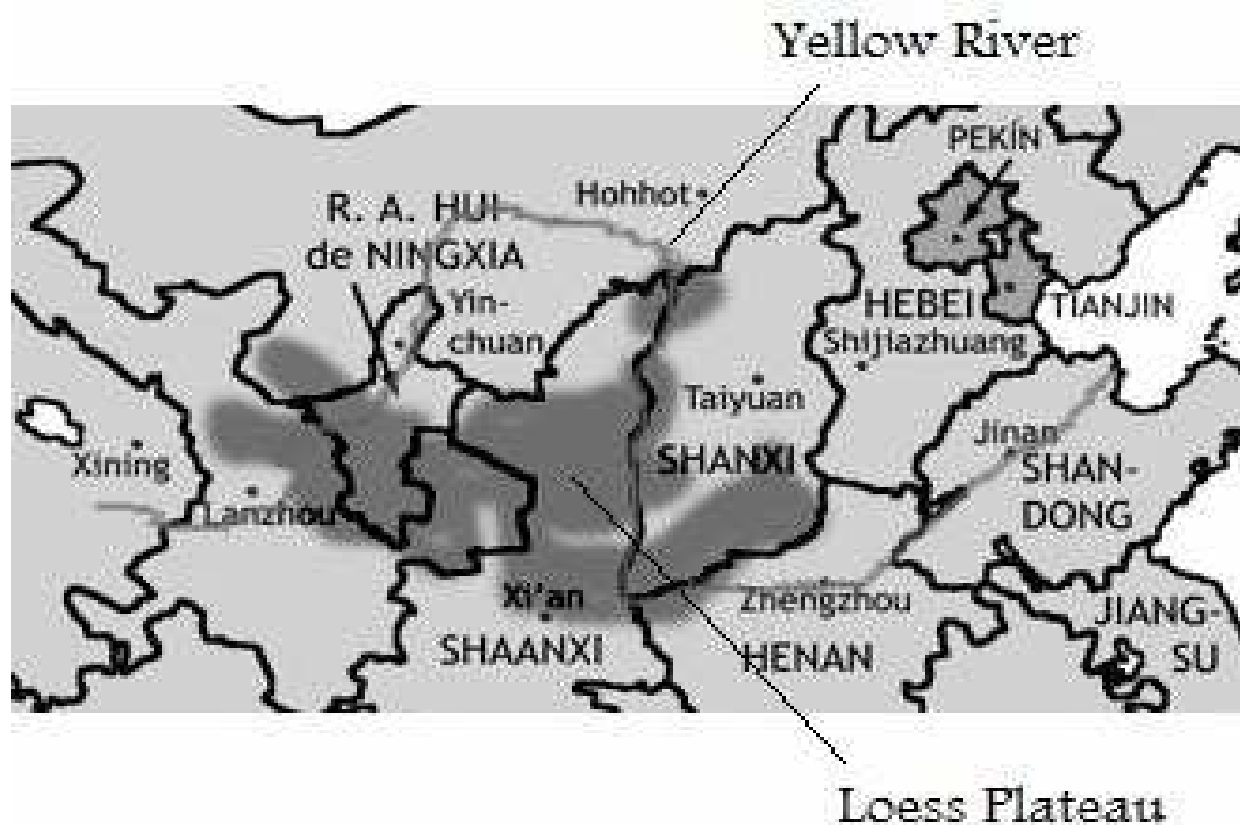 Yellow River
PEKÍN
Hohhot
R. A. HUI
de NINGXIA
Yin-
chuan
HEBEI
TIANJIN
Shijiazhuang
Taiyuan
Jinan
Xining
SHANXI
SHAN-
DONG
Lanzhou
Xi'an
Zhengzhou
JIANG-
SU
SHAANXI
HENAN
Loess Plateau